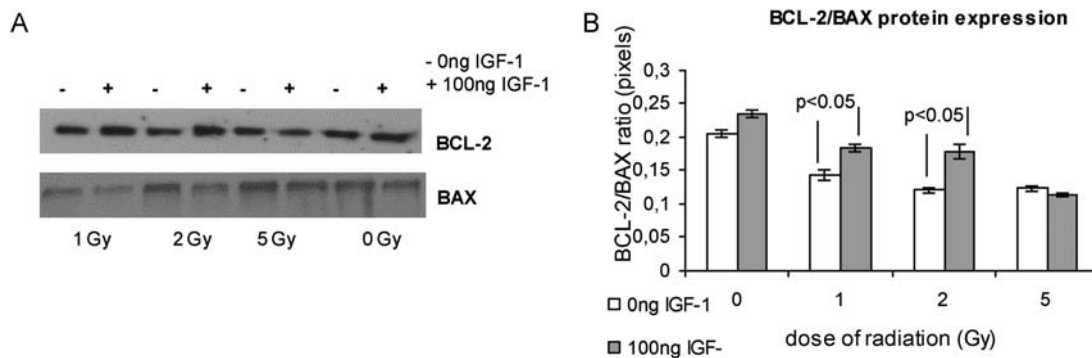 A
- 0ng IGF-1
- + - + - + - + + 100ng IGF-1
BCL-2
BAX
1 Gy 2 Gy 5 Gy 0 Gy
B
BCL-2/BAX protein expression
BCL-2/BAX ratio (pixels)
0,3
0,25
0,2
0,15
0,1
0,05
0
p<0.05
p<0.05
0 1 2 5
0ng IGF-1
100ng IGF-
dose of radiation (Gy)